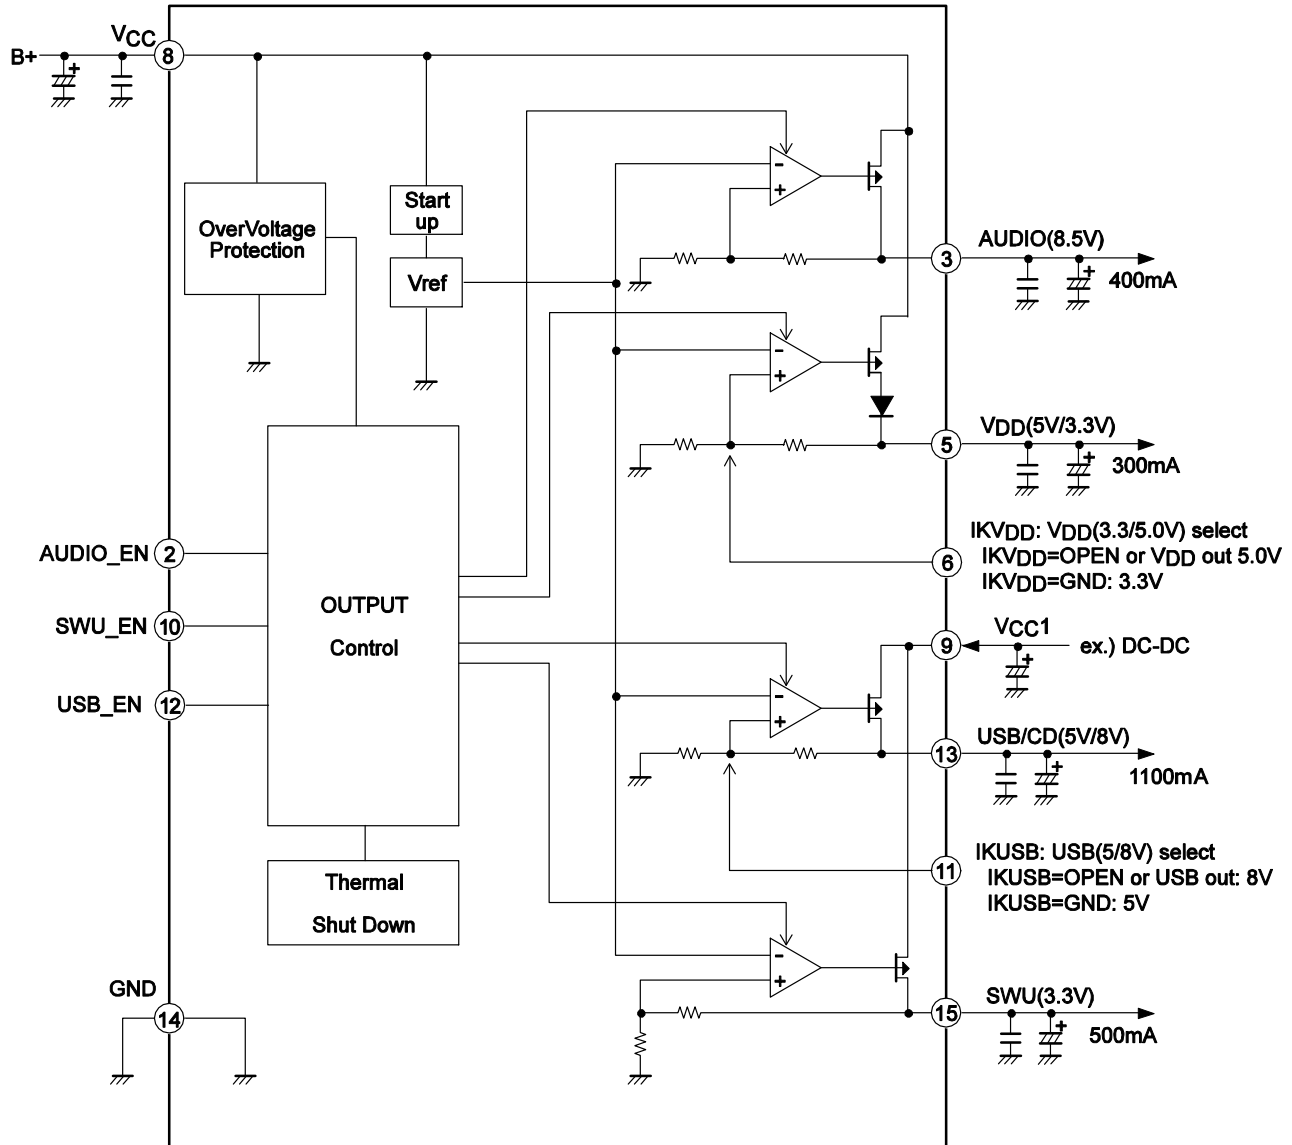 VCC
B+
8
+
Start
up
OverVoltage
Protection
Vref
-
+
3
AUDIO(8.5V)
+
400mA
-
+
5
VDD(5V/3.3V)
+
300mA
AUDIO_EN
2
6
IKVDD: VDD(3.3/5.0V) select
IKVDD=OPEN or VDD out 5.0V
IKVDD=GND: 3.3V
SWU_EN
10
OUTPUT
Control
USB_EN
12
9
VCC1
ex.) DC-DC
+
-
+
13
USB/CD(5V/8V)
+
1100mA
11
IKUSB: USB(5/8V) select
IKUSB=OPEN or USB out: 8V
IKUSB=GND: 5V
Thermal
Shut Down
-
+
GND
14
15
SWU(3.3V)
+
500mA